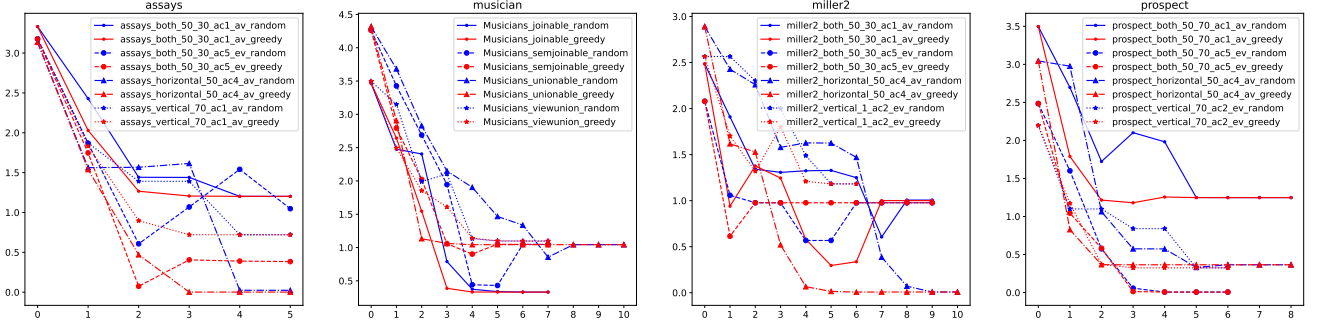 assays
assays_both_50_30_ac1_av_random
assays_both_50_30_ac1_av_greedy
assays_both_50_30_ac5_ev_random
assays_both_50_30_ac5_ev_greedy
assays_horizontal_50_ac4_av_random
assays_horizontal_50_ac4_av_greedy
assays_vertical_70_ac1_av_random
assays_vertical_70_ac1_av_greedy
3.0
2.5
2.0
1.5
1.0
0.5
0.0
0 1 2 3 4 5
musician
Musicians_joinable_random
Musicians_joinable_greedy
Musicians_semjoinable_random
Musicians_semjoinable_greedy
Musicians_unionable_random
Musicians_unionable_greedy
Musicians_viewunion_random
Musicians_viewunion_greedy
4.5
4.0
3.5
3.0
2.5
2.0
1.5
1.0
0.5
0 1 2 3 4 5 6 7 8 9 10
miller2
miller2_both_50_30_ac1_av_random
miller2_both_50_30_ac1_av_greedy
miller2_both_50_30_ac5_ev_random
miller2_both_50_30_ac5_ev_greedy
miller2_horizontal_50_ac4_av_random
miller2_horizontal_50_ac4_av_greedy
miller2_vertical_1_ac2_ev_random
miller2_vertical_1_ac2_ev_greedy
3.0
2.5
2.0
1.5
1.0
0.5
0.0
0 1 2 3 4 5 6 7 8 9 10
prospect
prospect_both_50_70_ac1_av_random
prospect_both_50_70_ac1_av_greedy
prospect_both_50_70_ac5_ev_random
prospect_both_50_70_ac5_ev_greedy
prospect_horizontal_50_ac4_av_random
prospect_horizontal_50_ac4_av_greedy
prospect_vertical_70_ac2_ev_random
prospect_vertical_70_ac2_ev_greedy
3.5
3.0
2.5
2.0
1.5
1.0
0.5
0.0
0 1 2 3 4 5 6 7 8